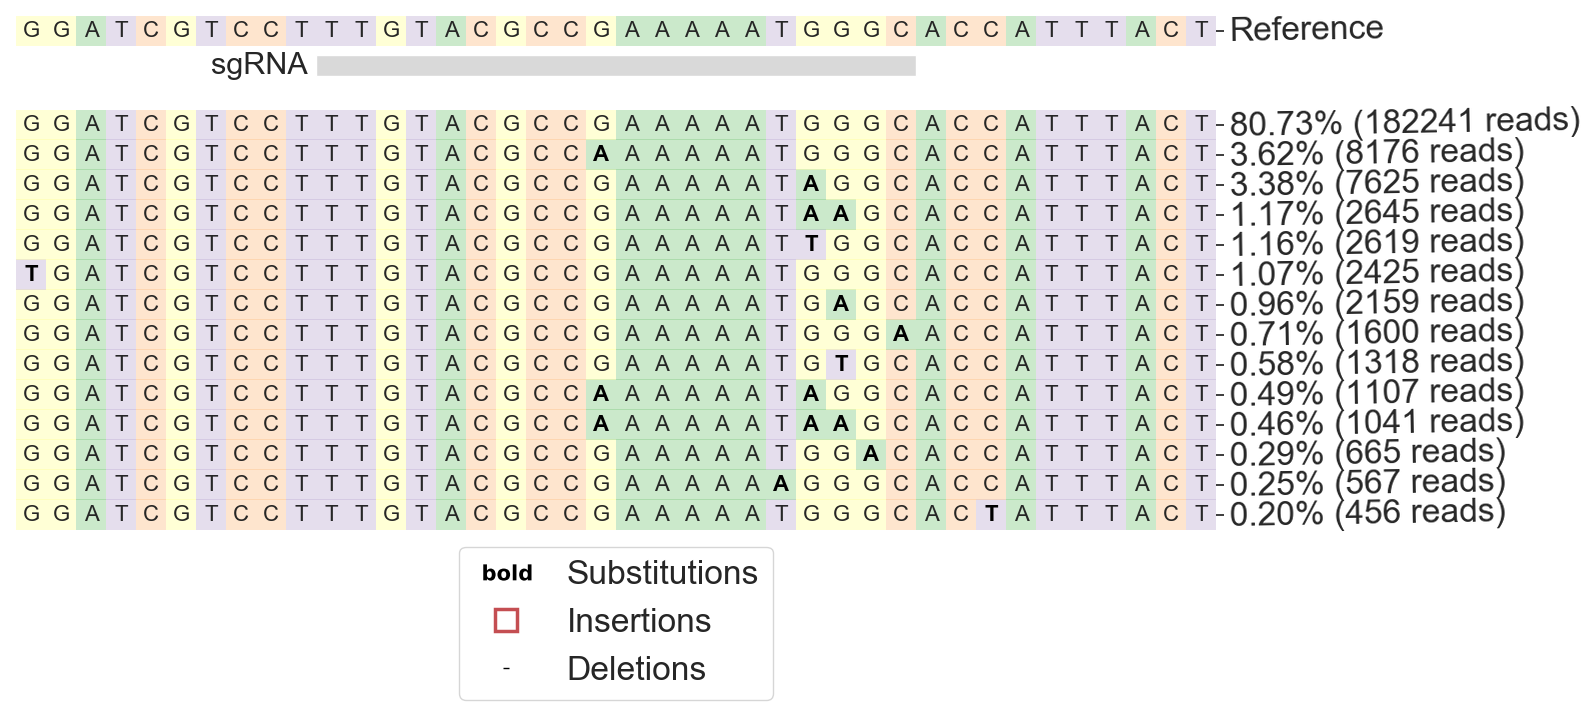 G G A T C G T C C T T T G T A C G C C G A A A A A T G G G C A C C A T T T A C T Reference
sgRNA
G G A T C G T C C T T T G T A C G C C G A A A A A T G G G C A C C A T T T A C T 80.73% (182241 reads)
G G A T C G T C C T T T G T A C G C C A A A A A A T G G G C A C C A T T T A C T 3.62% (8176 reads)
G G A T C G T C C T T T G T A C G C C G A A A A A T A G G C A C C A T T T A C T 3.38% (7625 reads)
G G A T C G T C C T T T G T A C G C C G A A A A A T A A G C A C C A T T T A C T 1.17% (2645 reads)
G G A T C G T C C T T T G T A C G C C G A A A A A T T G G C A C C A T T T A C T 1.16% (2619 reads)
T G A T C G T C C T T T G T A C G C C G A A A A A T G G G C A C C A T T T A C T 1.07% (2425 reads)
G G A T C G T C C T T T G T A C G C C G A A A A A T G A G C A C C A T T T A C T 0.96% (2159 reads)
G G A T C G T C C T T T G T A C G C C G A A A A A T G G G A A C C A T T T A C T 0.71% (1600 reads)
G G A T C G T C C T T T G T A C G C C G A A A A A T G T G C A C C A T T T A C T 0.58% (1318 reads)
G G A T C G T C C T T T G T A C G C C A A A A A A T A G G C A C C A T T T A C T 0.49% (1107 reads)
G G A T C G T C C T T T G T A C G C C A A A A A A T A A G C A C C A T T T A C T 0.46% (1041 reads)
G G A T C G T C C T T T G T A C G C C G A A A A A T G G A C A C C A T T T A C T 0.29% (665 reads)
G G A T C G T C C T T T G T A C G C C G A A A A A A G G G C A C C A T T T A C T 0.25% (567 reads)
G G A T C G T C C T T T G T A C G C C G A A A A A T G G G C A C T A T T T A C T 0.20% (456 reads)
bold Substitutions
Insertions
- Deletions